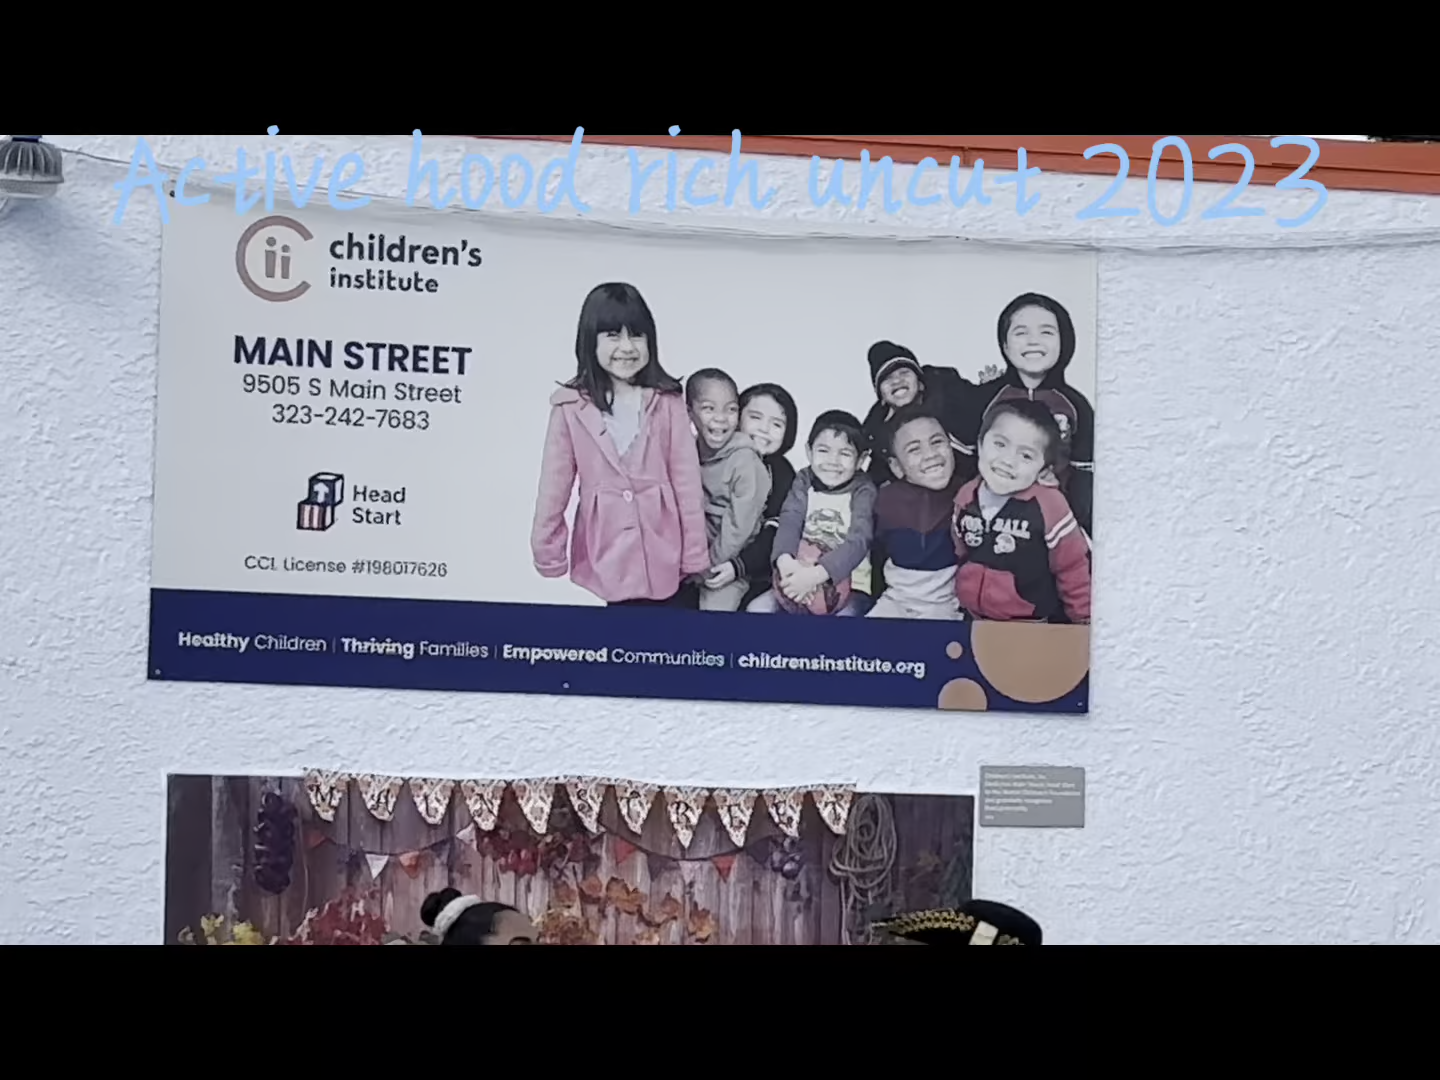 Active hood rich uncut 2023
children's
institute
MAIN STREET
9505 S Main Street
323-242-7683
Head
Start
CCL License #198017626
Healthy Children | Thriving Families | Empowered Communities | childrensinstitute.org
MAIN STREET